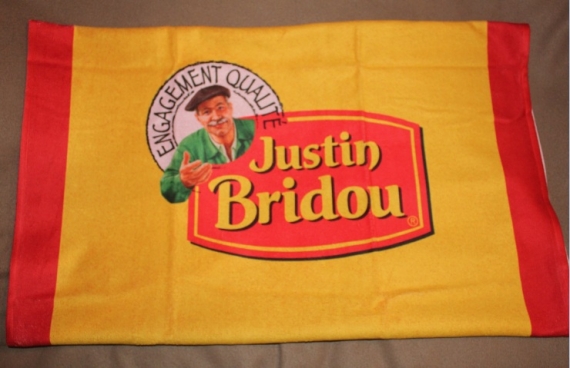 ENGAGEMENT QUALITÉ
Justin
Bridou
®